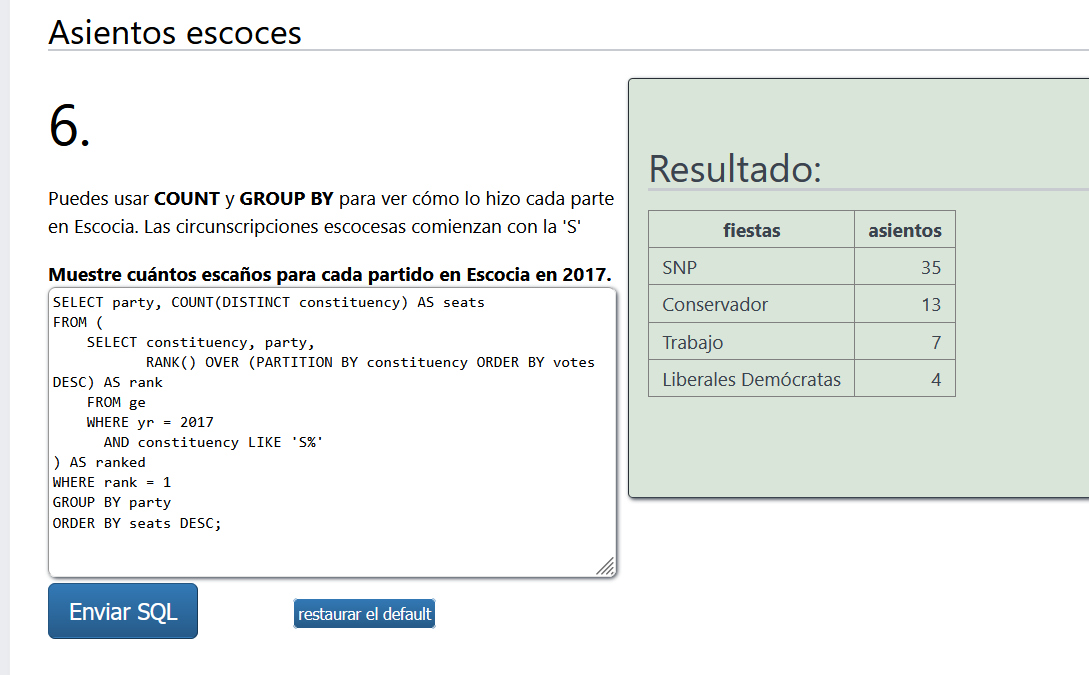 Asientos escoces
6.
Puedes usar COUNT y GROUP BY para ver cómo lo hizo cada parte
en Escocia. Las circunscripciones escocesas comienzan con la 'S'
Muestre cuántos escaños para cada partido en Escocia en 2017.
SELECT party, COUNT(DISTINCT constituency) AS seats
FROM (
    SELECT constituency, party,
           RANK() OVER (PARTITION BY constituency ORDER BY votes
DESC) AS rank
    FROM ge
    WHERE yr = 2017
      AND constituency LIKE 'S%'
) AS ranked
WHERE rank = 1
GROUP BY party
ORDER BY seats DESC;
Enviar SQL
restaurar el default
Resultado:
fiestas asientos
SNP 35
Conservador 13
Trabajo 7
Liberales Demócratas 4